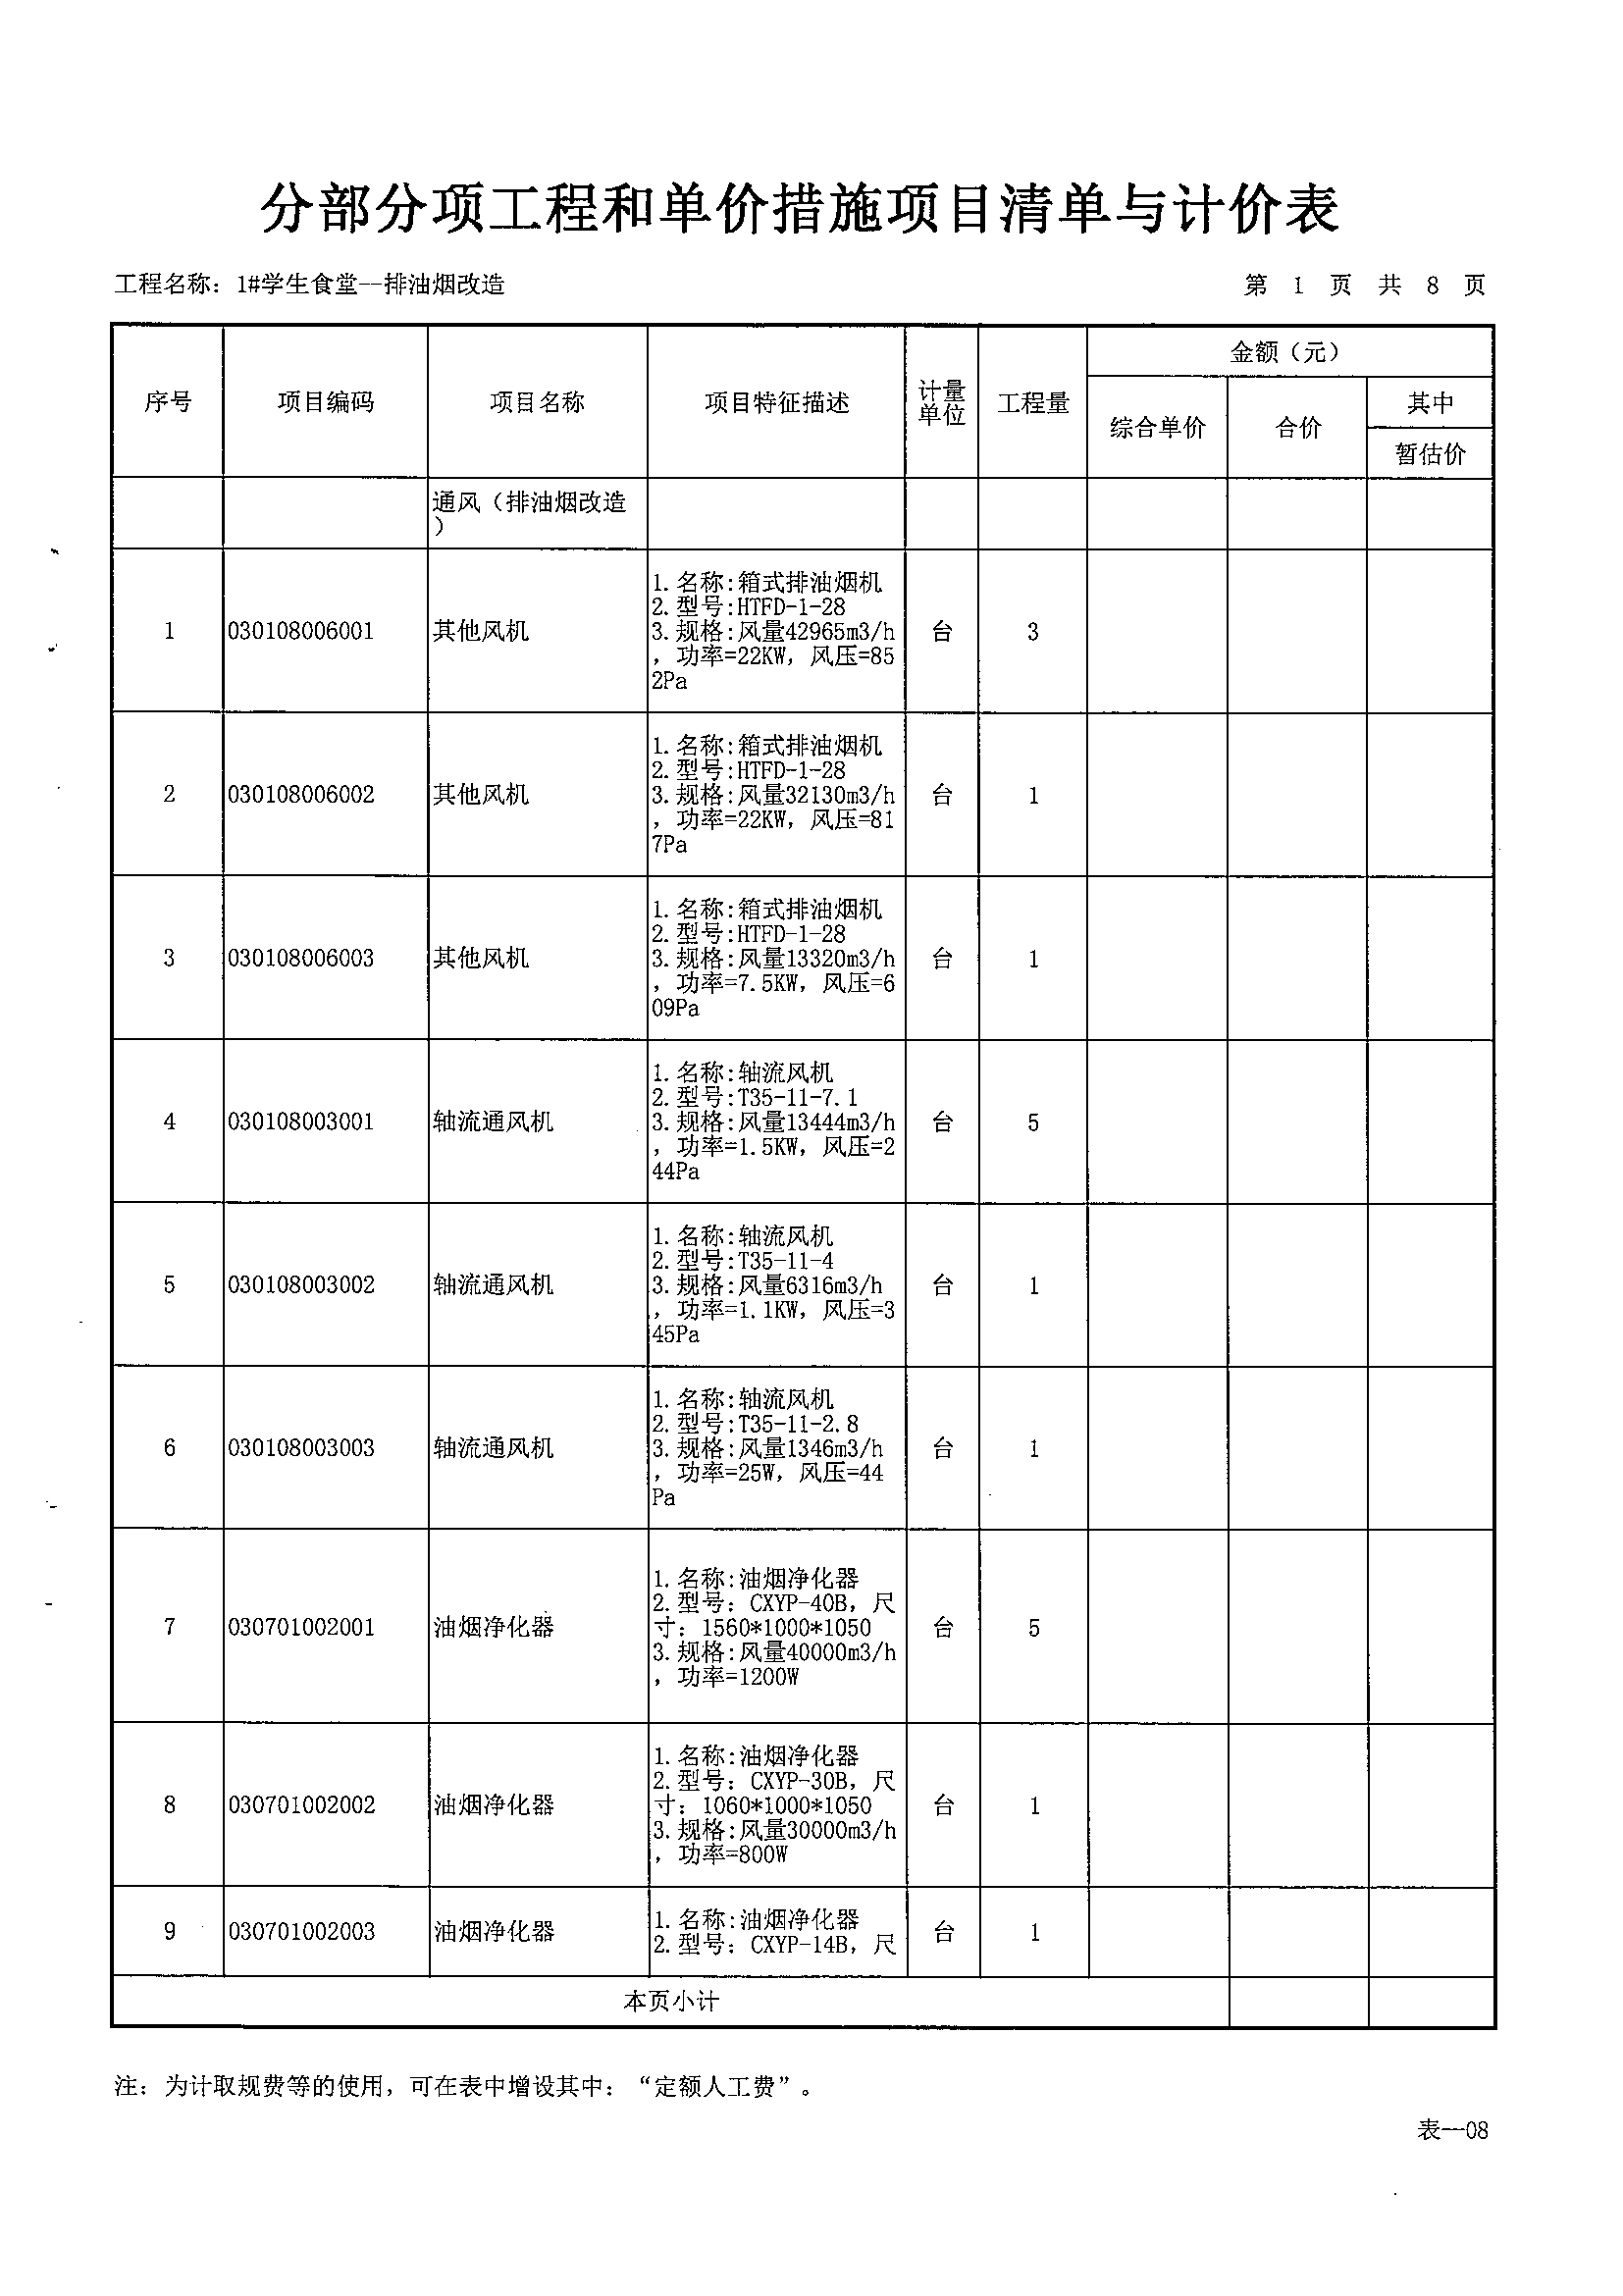 分部分项工程和单价措施项目清单与计价表
工程名称：1#学生食堂--排油烟改造
第 1 页 共 8 页
序号
项目编码
项目名称
项目特征描述
计量
单位
工程量
金额（元）
综合单价
合价
其中
暂估价
通风（排油烟改造
）
1
030108006001
其他风机
1.名称:箱式排油烟机
2.型号:HTFD-1-28
3.规格:风量42965m3/h
，功率=22KW，风压=85
2Pa
台
3
2
030108006002
其他风机
1.名称:箱式排油烟机
2.型号:HTFD-1-28
3.规格:风量32130m3/h
，功率=22KW，风压=81
7Pa
台
1
3
030108006003
其他风机
1.名称:箱式排油烟机
2.型号:HTFD-1-28
3.规格:风量13320m3/h
，功率=7.5KW，风压=6
09Pa
台
1
4
030108003001
轴流通风机
1.名称:轴流风机
2.型号:T35-11-7.1
3.规格:风量13444m3/h
，功率=1.5KW，风压=2
44Pa
台
5
5
030108003002
轴流通风机
1.名称:轴流风机
2.型号:T35-11-4
3.规格:风量6316m3/h
，功率=1.1KW，风压=3
45Pa
台
1
6
030108003003
轴流通风机
1.名称:轴流风机
2.型号:T35-11-2.8
3.规格:风量1346m3/h
，功率=25W，风压=44
Pa
台
1
7
030701002001
油烟净化器
1.名称:油烟净化器
2.型号：CXYP-40B，尺
寸：1560*1000*1050
3.规格:风量40000m3/h
，功率=1200W
台
5
8
030701002002
油烟净化器
1.名称:油烟净化器
2.型号：CXYP-30B，尺
寸：1060*1000*1050
3.规格:风量30000m3/h
，功率=800W
台
1
9
030701002003
油烟净化器
1.名称:油烟净化器
2.型号：CXYP-14B，尺
台
1
本页小计
注：为计取规费等的使用，可在表中增设其中：“定额人工费”。
表—08